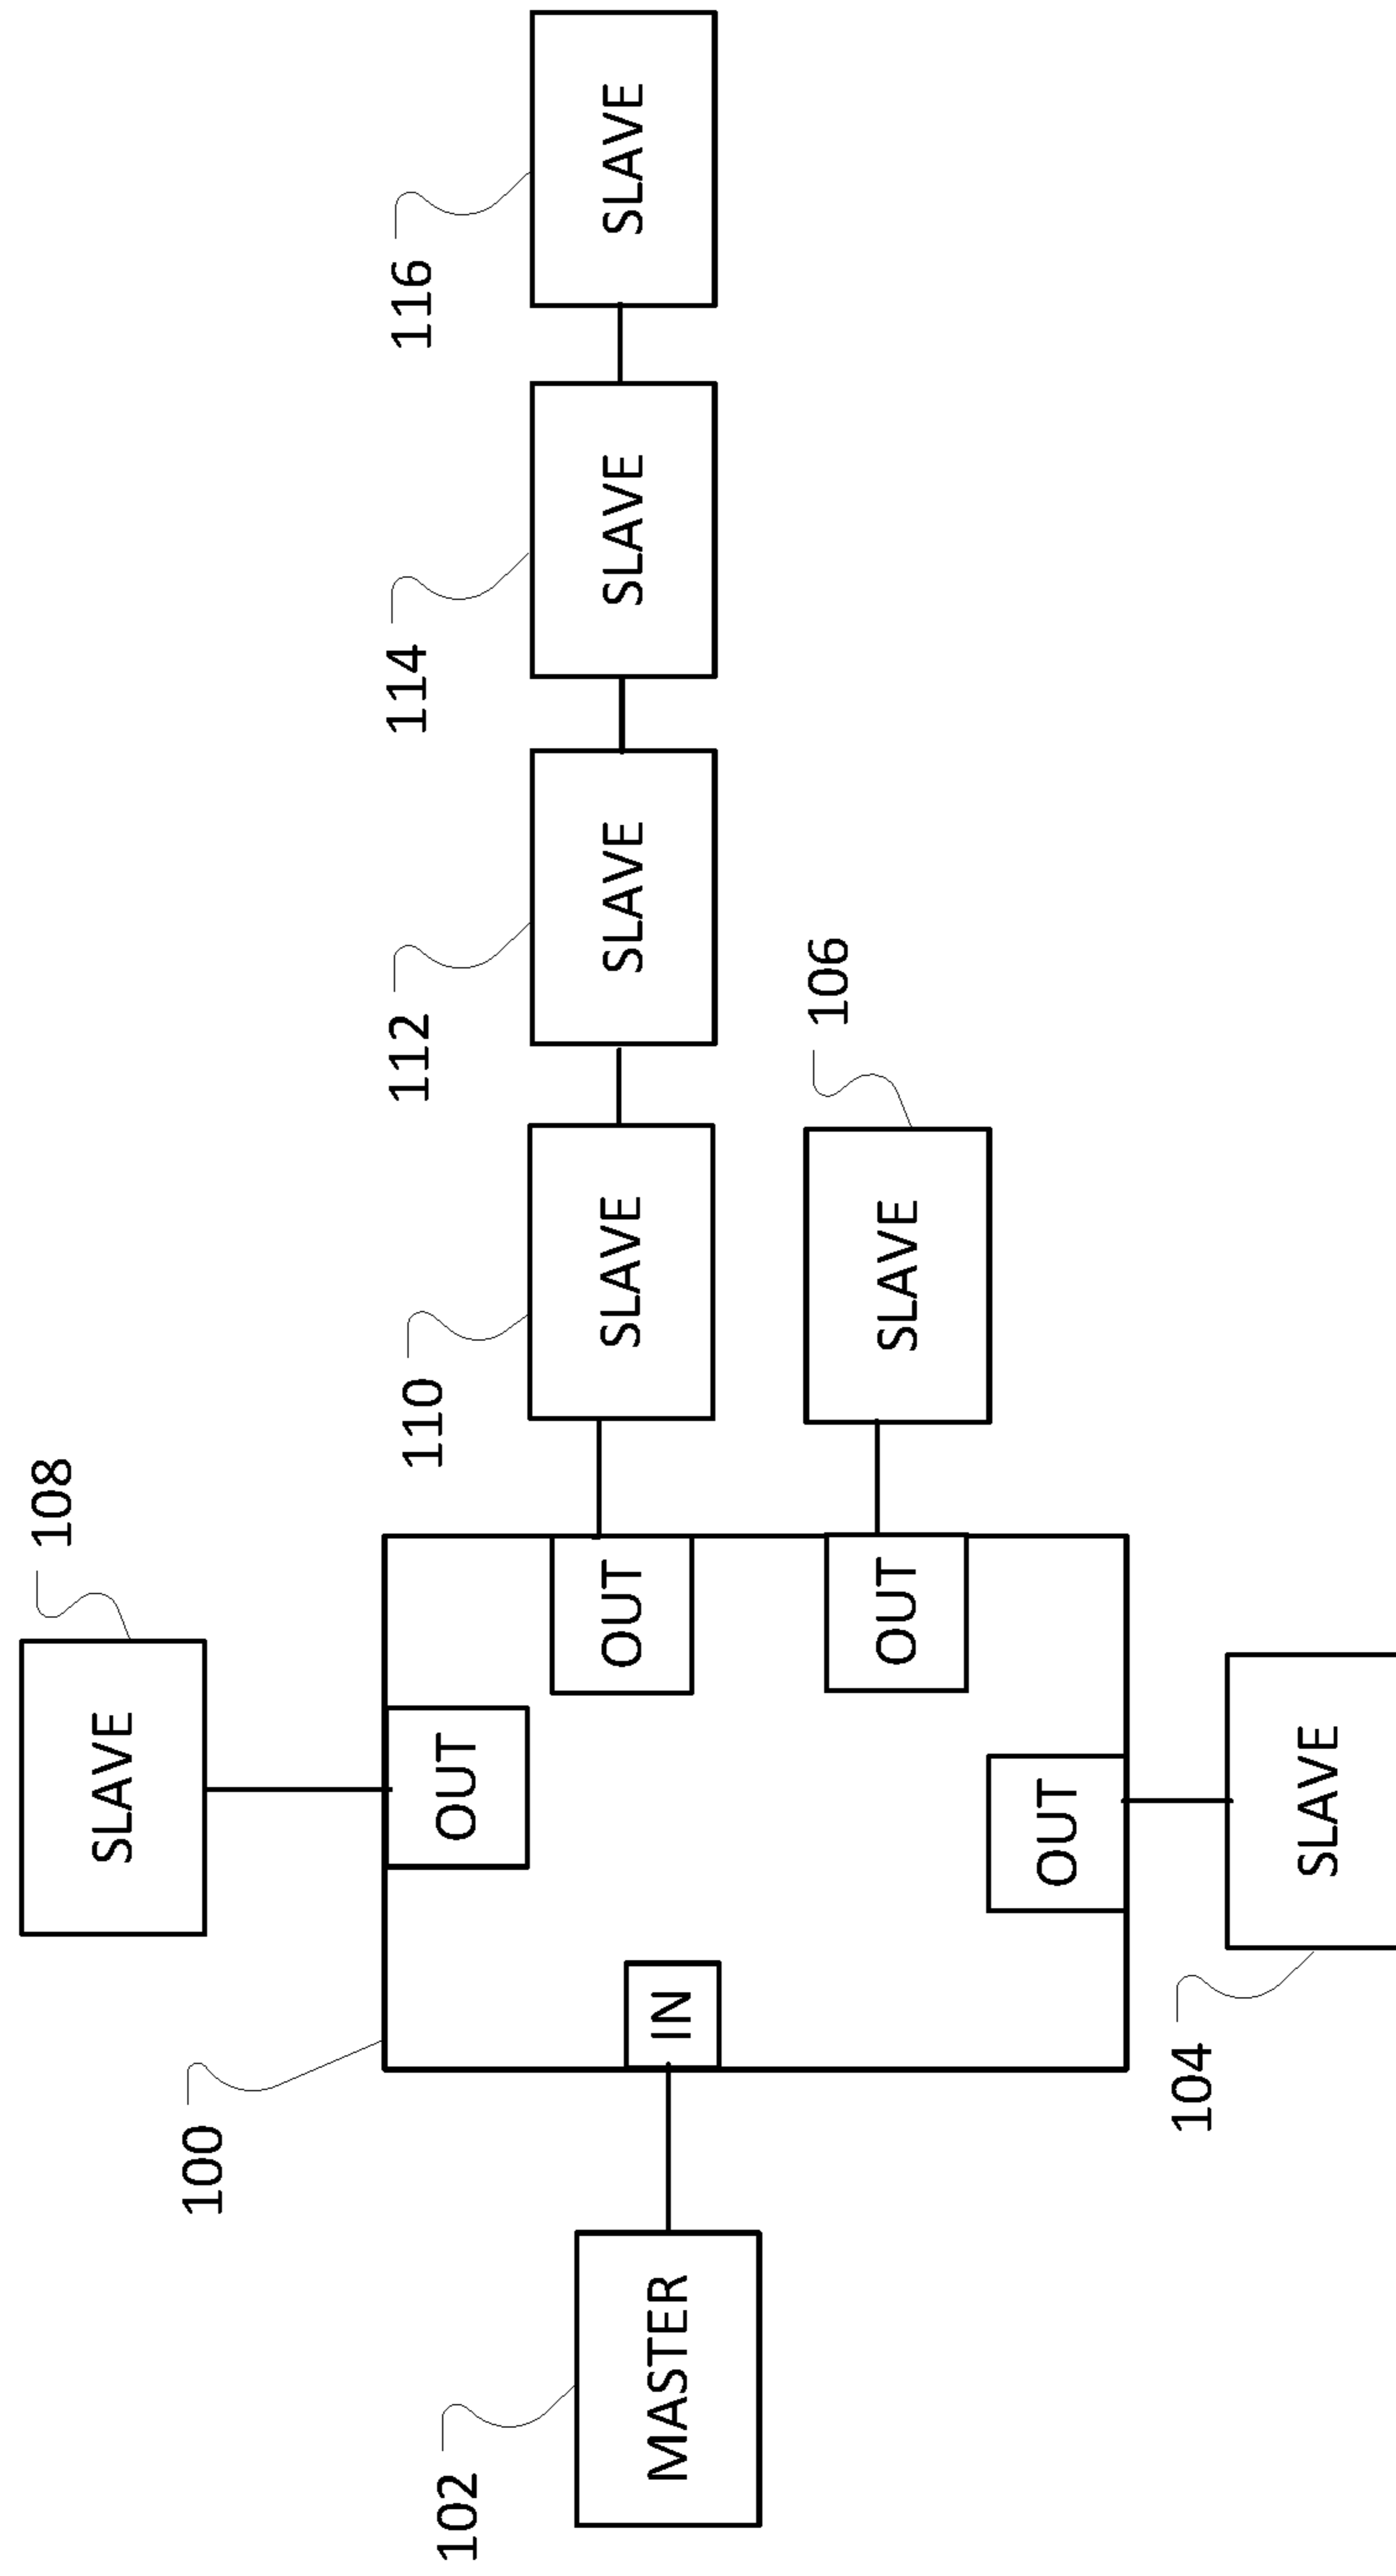 108
SLAVE
100
OUT
102
MASTER
IN
OUT
110
SLAVE
112
SLAVE
114
SLAVE
116
SLAVE
OUT
SLAVE
106
OUT
104
SLAVE